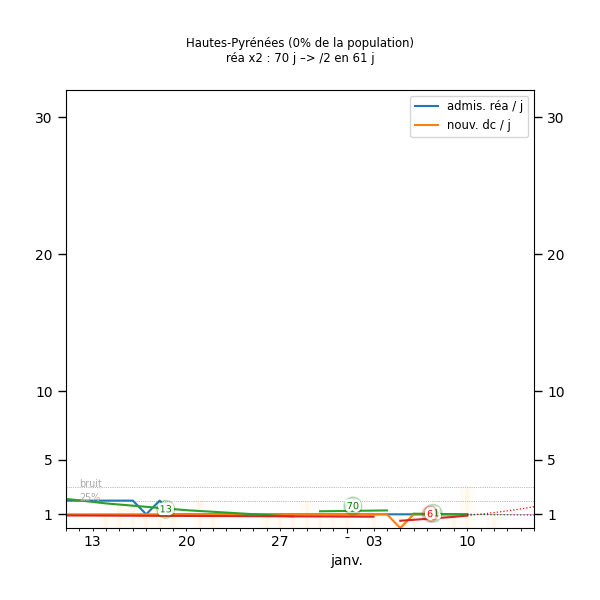 Hautes-Pyrénées (0% de la population)
réa x2 : 70 j –> /2 en 61 j
admis. réa / j
nouv. dc / j
30 30
20 20
10 10
5 5
1 1
bruit
25%
-13
70
13 20 27 - 03 10
janv.